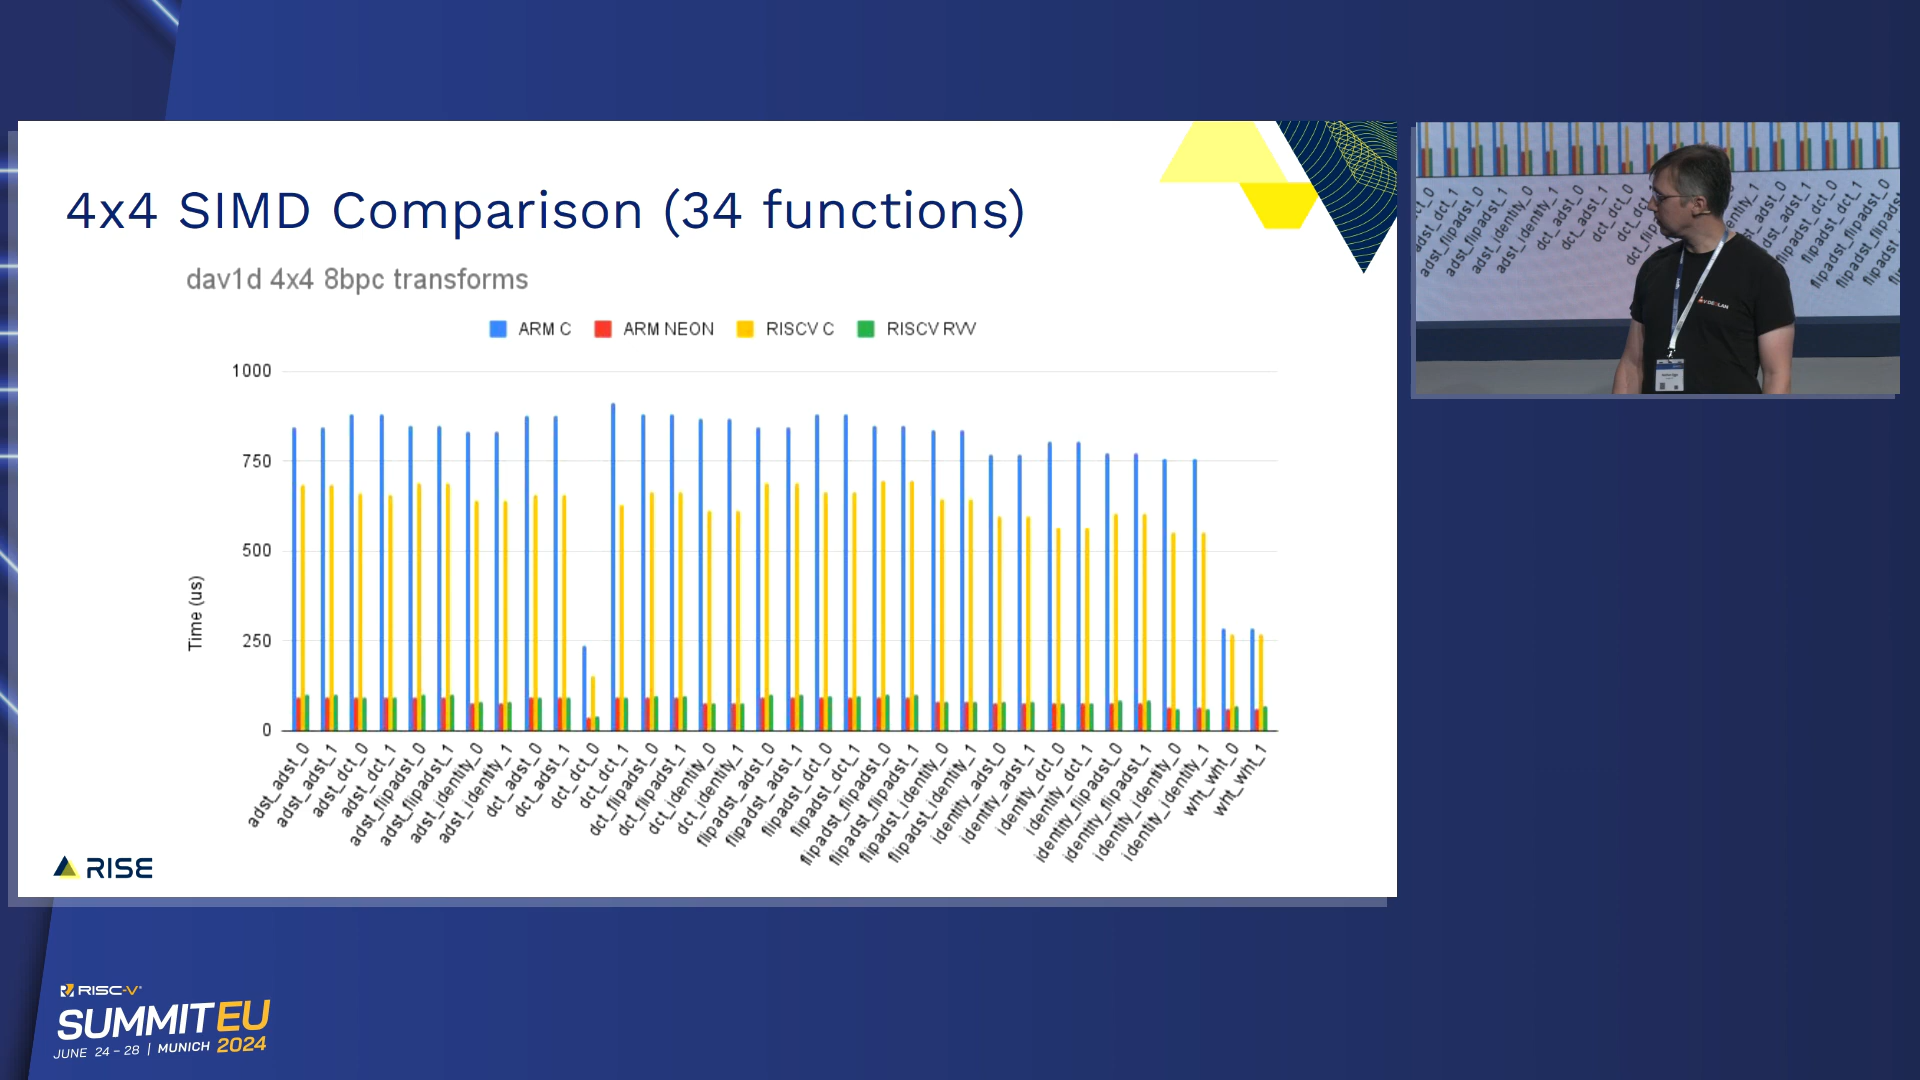 4x4 SIMD Comparison (34 functions)
dav1d 4x4 8bpc transforms
ARM C ARM NEON RISCV C RISCV RVV
1000
750
500
250
0
Time (us)
adst_adst_0
adst_adst_1
adst_dct_0
adst_dct_1
adst_flipadst_0
adst_flipadst_1
adst_identity_0
adst_identity_1
dct_adst_0
dct_adst_1
dct_dct_0
dct_dct_1
dct_flipadst_0
dct_flipadst_1
dct_identity_0
dct_identity_1
flipadst_adst_0
flipadst_adst_1
flipadst_dct_0
flipadst_dct_1
flipadst_flipadst_0
flipadst_flipadst_1
flipadst_identity_0
flipadst_identity_1
identity_adst_0
identity_adst_1
identity_dct_0
identity_dct_1
identity_flipadst_0
identity_flipadst_1
identity_identity_0
identity_identity_1
wht_wht_0
wht_wht_1
RISE
RISC-V
SUMMIT EU
JUNE 24 - 28 | MUNICH 2024